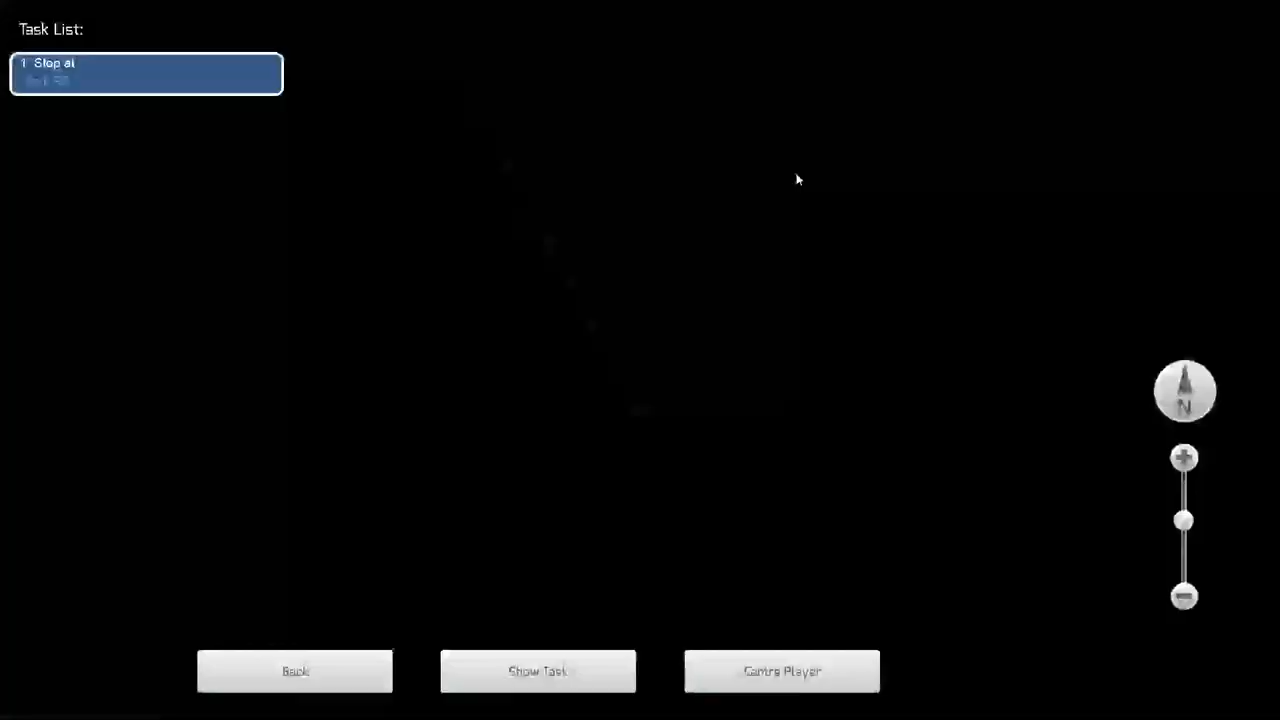 Task List:
1 Stop at
N
Back
Show Task
Centre Player